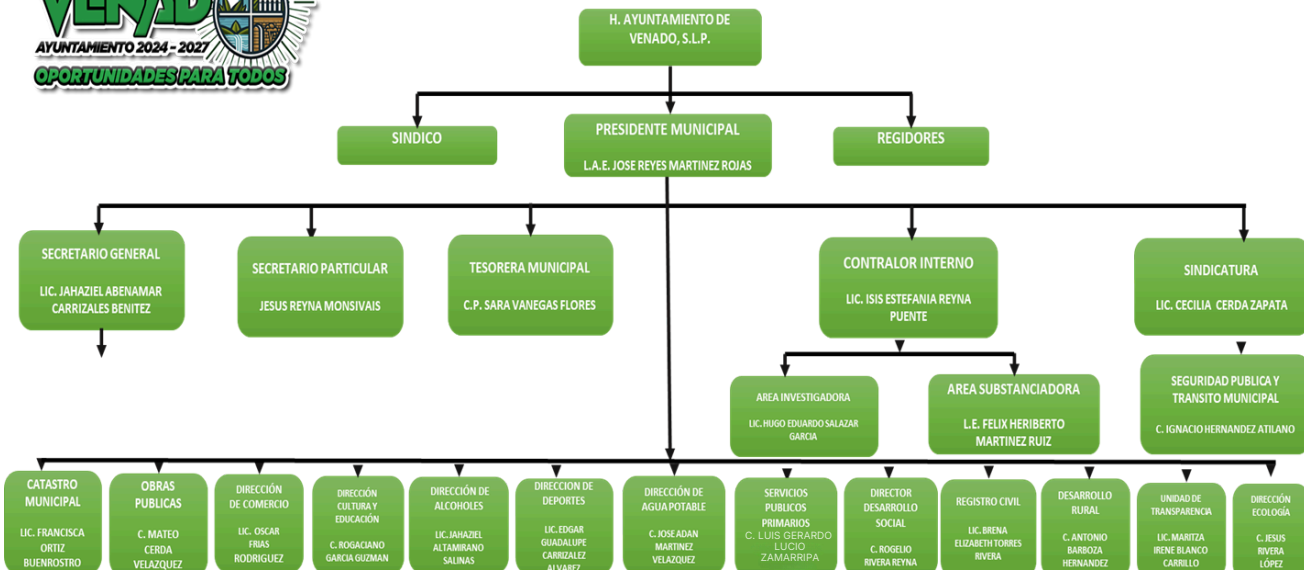 VENADO
AYUNTAMIENTO 2024 - 2027
OPORTUNIDADES PARA TODOS
H. AYUNTAMIENTO DE
VENADO, S.L.P.
SINDICO
PRESIDENTE MUNICIPAL
L.A.E. JOSE REYES MARTINEZ ROJAS
REGIDORES
SECRETARIO GENERAL
LIC. JAHAZIEL ABENAMAR
CARRIZALES BENITEZ
SECRETARIO PARTICULAR
JESUS REYNA MONSIVAIS
TESORERA MUNICIPAL
C.P. SARA VANEGAS FLORES
CONTRALOR INTERNO
LIC. ISIS ESTEFANIA REYNA
PUENTE
SINDICATURA
LIC. CECILIA CERDA ZAPATA
AREA INVESTIGADORA
LIC. HUGO EDUARDO SALAZAR
GARCIA
AREA SUBSTANCIADORA
L.E. FELIX HERIBERTO
MARTINEZ RUIZ
SEGURIDAD PUBLICA Y
TRANSITO MUNICIPAL
C. IGNACIO HERNANDEZ ATILANO
CATASTRO
MUNICIPAL
LIC. FRANCISCA
ORTIZ
BUENROSTRO
OBRAS
PUBLICAS
C. MATEO
CERDA
VELAZQUEZ
DIRECCIÓN
DE COMERCIO
LIC. OSCAR
FRIAS
RODRIGUEZ
DIRECCIÓN
CULTURA Y
EDUCACIÓN
C. ROGACIANO
GARCIA GUZMAN
DIRECCIÓN DE
ALCOHOLES
LIC.JAHAZIEL
ALTAMIRANO
SALINAS
DIRECCION DE
DEPORTES
LIC. EDGAR
GUADALUPE
CARRIZALEZ
ALVAREZ
DIRECCIÓN DE
AGUA POTABLE
C. JOSE ADAN
MARTINEZ
VELAZQUEZ
SERVICIOS
PUBLICOS
PRIMARIOS
C. LUIS GERARDO
LUCIO
ZAMARRIPA
DIRECTOR
DESARROLLO
SOCIAL
C. ROGELIO
RIVERA REYNA
REGISTRO CIVIL
LIC. BRENA
ELIZABETH TORRES
RIVERA
DESARROLLO
RURAL
C. ANTONIO
BARBOZA
HERNANDEZ
UNIDAD DE
TRANSPARENCIA
LIC. MARITZA
IRENE BLANCO
CARRILLO
DIRECCIÓN
ECOLOGÍA
C. JESUS
RIVERA
LÓPEZ